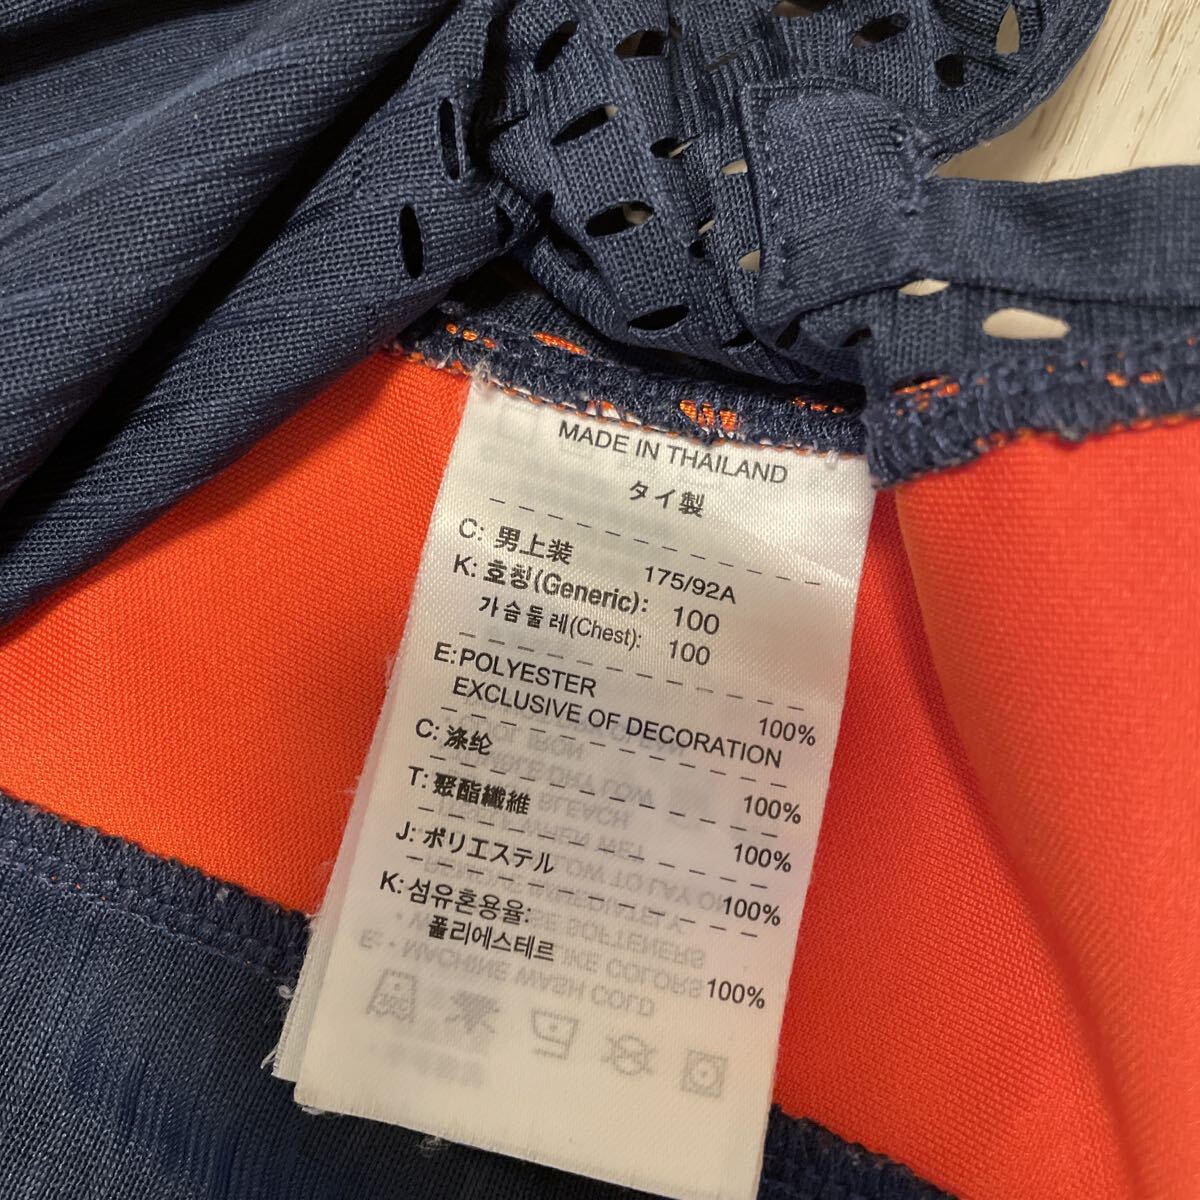 MADE IN THAILAND
タイ製
C: 男上装 175/92A
K: 호칭(Generic): 100
가슴둘레(Chest): 100
E: POLYESTER 100%
EXCLUSIVE OF DECORATION
C: 涤纶 100%
T: 聚酯纖維 100%
J: ポリエステル 100%
K: 섬유혼용율:
폴리에스테르 100%